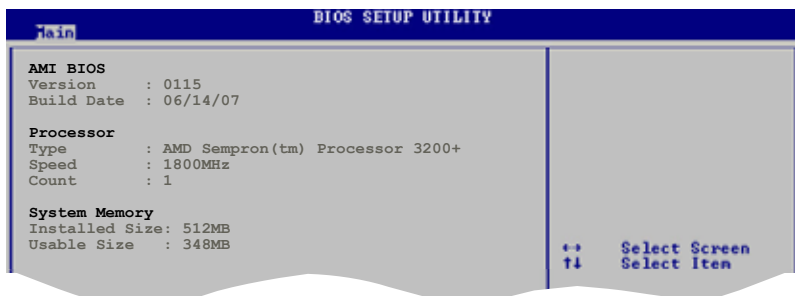 BIOS SETUP UTILITY
Main
AMI BIOS
Version : 0115
Build Date : 06/14/07
Processor
Type : AMD Sempron(tm) Processor 3200+
Speed : 1800MHz
Count : 1
System Memory
Installed Size: 512MB
Usable Size : 348MB
↔ Select Screen
↑↓ Select Item